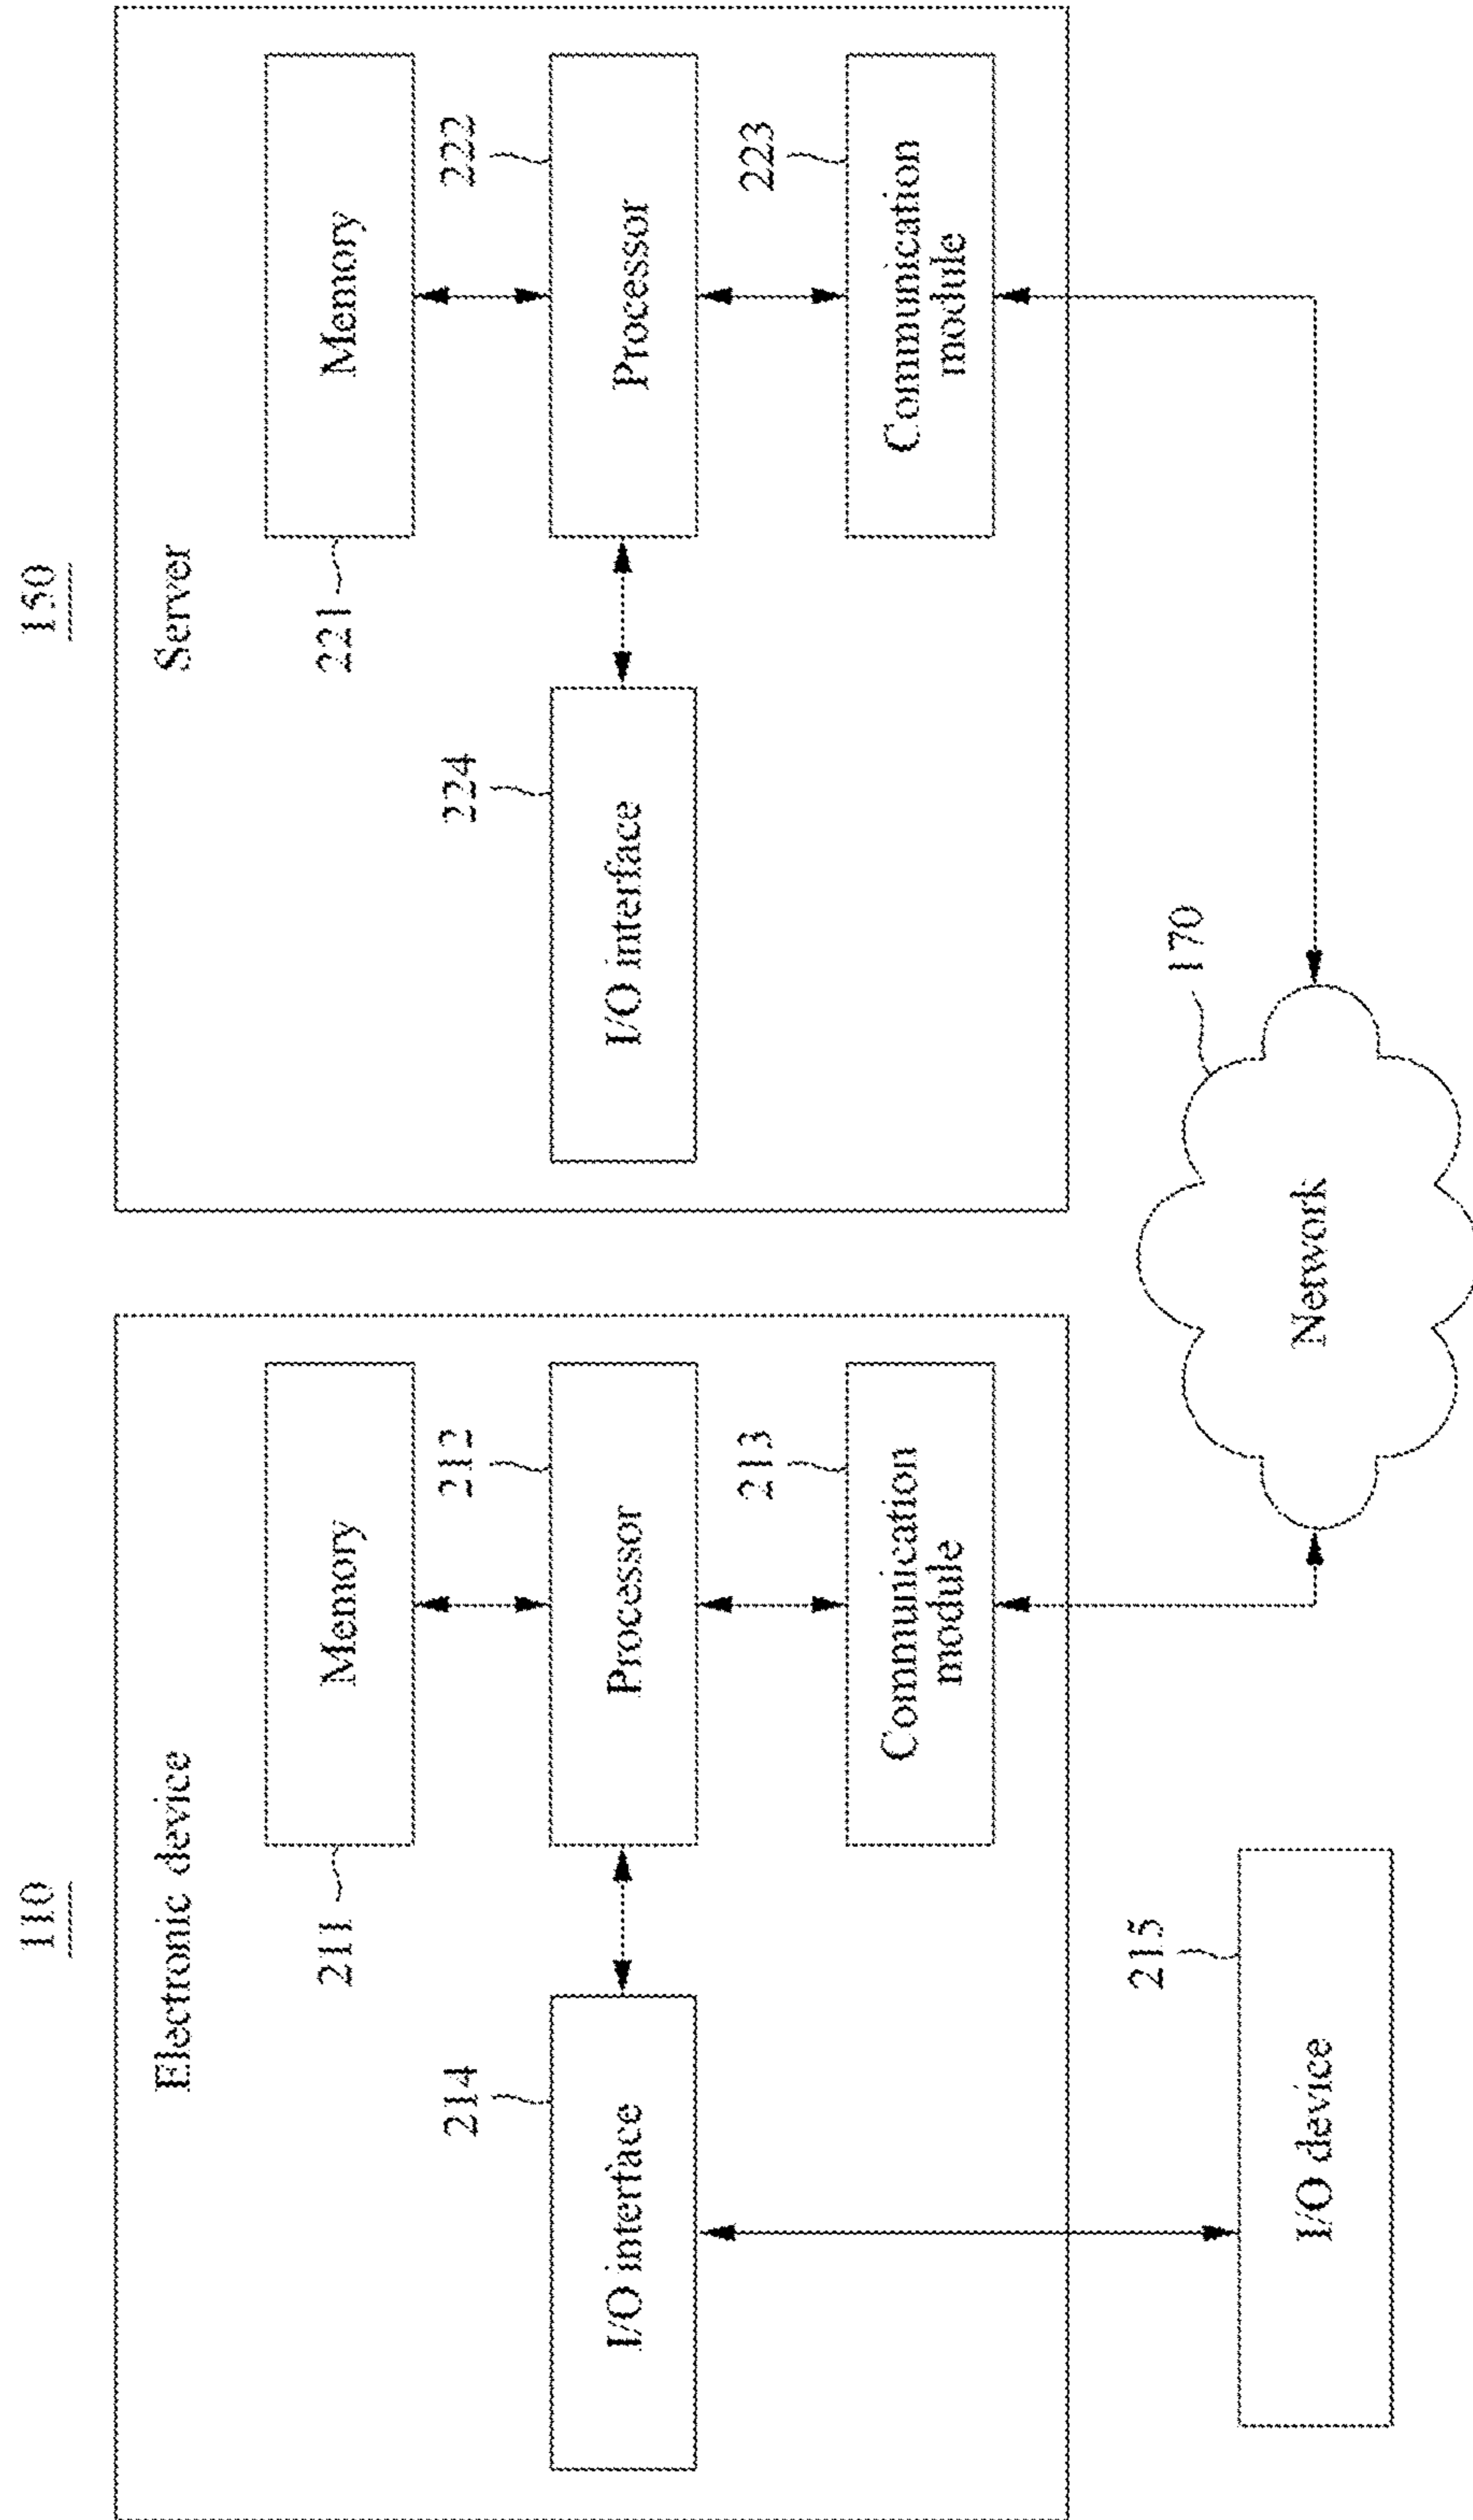 110
Electronic device
211
Memory
212
214
I/O interface
Processor
213
Communication
module
215
I/O device
150
Server
221
Memory
222
224
I/O interface
Processor
223
Communication
module
170
Network